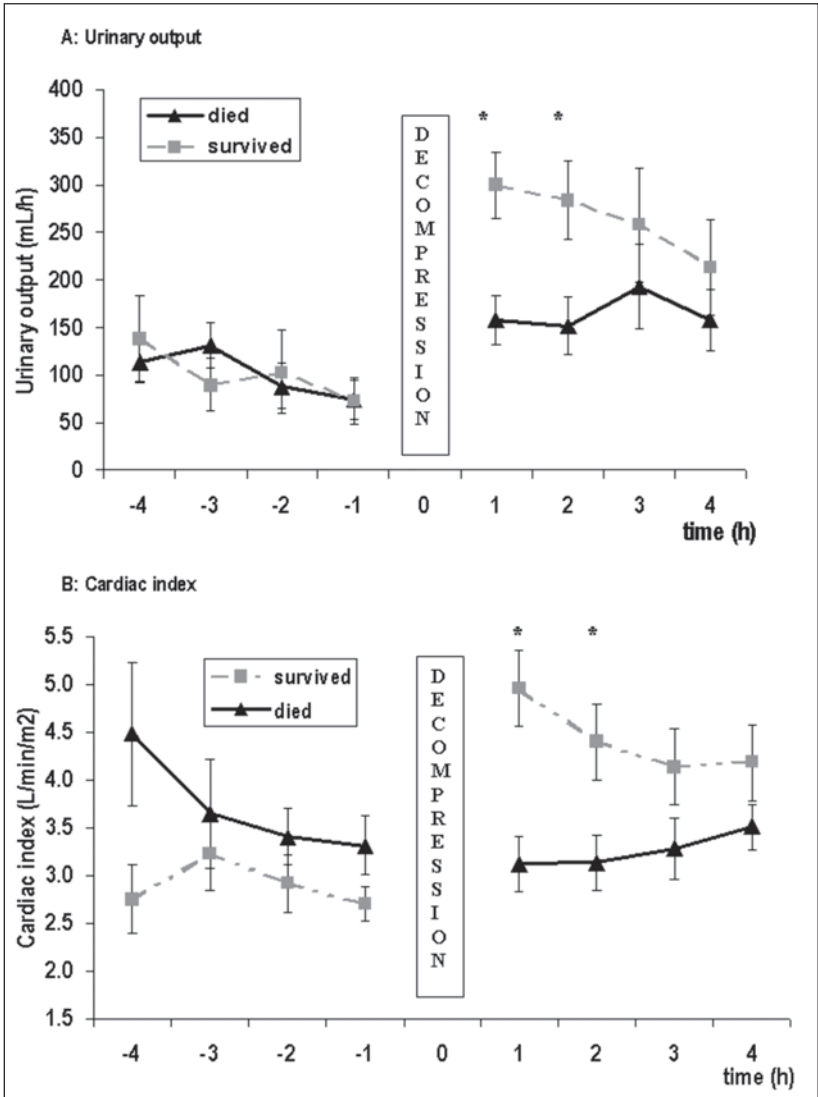 A: Urinary output
Urinary output (mL/h)
400
350
300
250
200
150
100
50
0
died
survived
DECOMPRESSION
*
*
-4 -3 -2 -1 0 1 2 3 4
time (h)
B: Cardiac index
Cardiac index (L/min/m2)
5.5
5.0
4.5
4.0
3.5
3.0
2.5
2.0
1.5
survived
died
DECOMPRESSION
*
*
-4 -3 -2 -1 0 1 2 3 4
time (h)